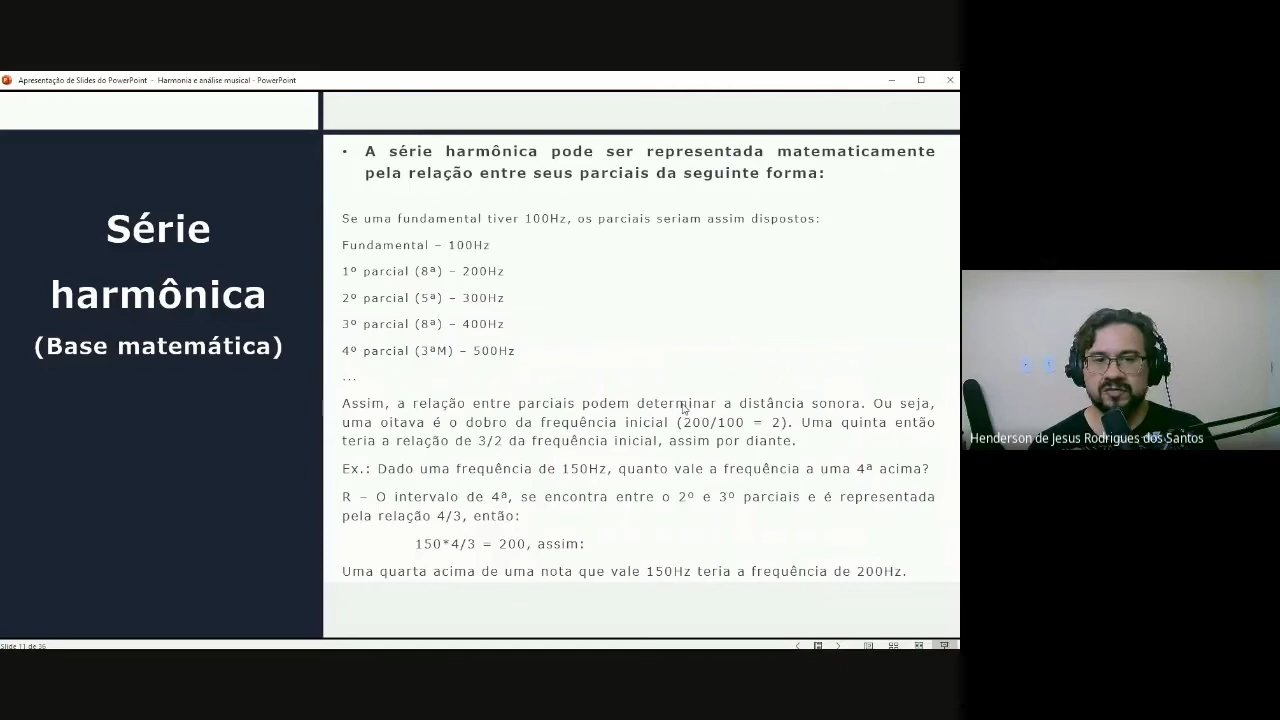 Apresentação de Slides do PowerPoint - Harmonia e análise musical - PowerPoint
Série
harmônica
(Base matemática)
• A série harmônica pode ser representada matematicamente
pela relação entre seus parciais da seguinte forma:
Se uma fundamental tiver 100Hz, os parciais seriam assim dispostos:
Fundamental – 100Hz
1º parcial (8ª) – 200Hz
2º parcial (5ª) – 300Hz
3º parcial (8ª) – 400Hz
4º parcial (3ªM) – 500Hz
...
Assim, a relação entre parciais podem determinar a distância sonora. Ou seja,
uma oitava é o dobro da frequência inicial (200/100 = 2). Uma quinta então
teria a relação de 3/2 da frequência inicial, assim por diante.
Ex.: Dado uma frequência de 150Hz, quanto vale a frequência a uma 4ª acima?
R – O intervalo de 4ª, se encontra entre o 2º e 3º parciais e é representada
pela relação 4/3, então:
150*4/3 = 200, assim:
Uma quarta acima de uma nota que vale 150Hz teria a frequência de 200Hz.
Slide 11 de 36
Henderson de Jesus Rodrigues dos Santos